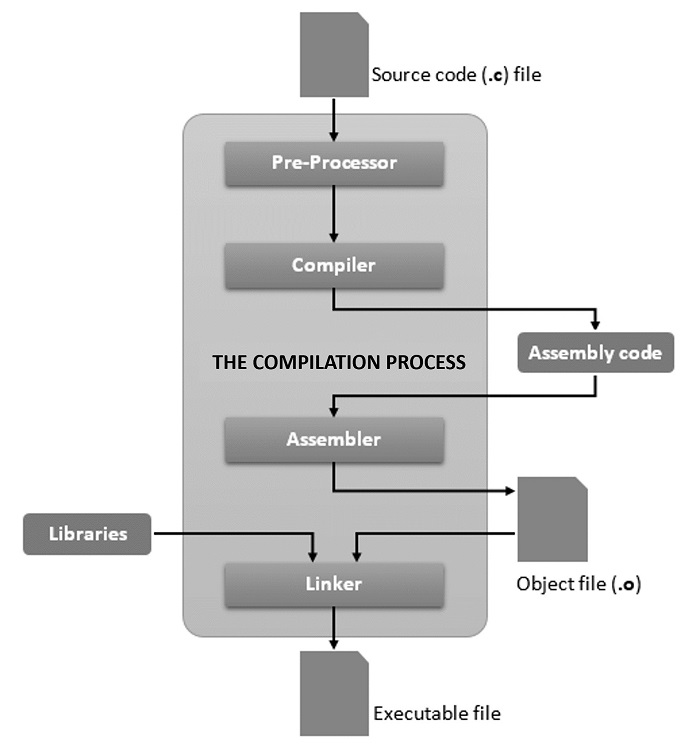 Source code (.c) file
Pre-Processor
Compiler
Assembly code
THE COMPILATION PROCESS
Assembler
Libraries
Linker
Object file (.o)
Executable file